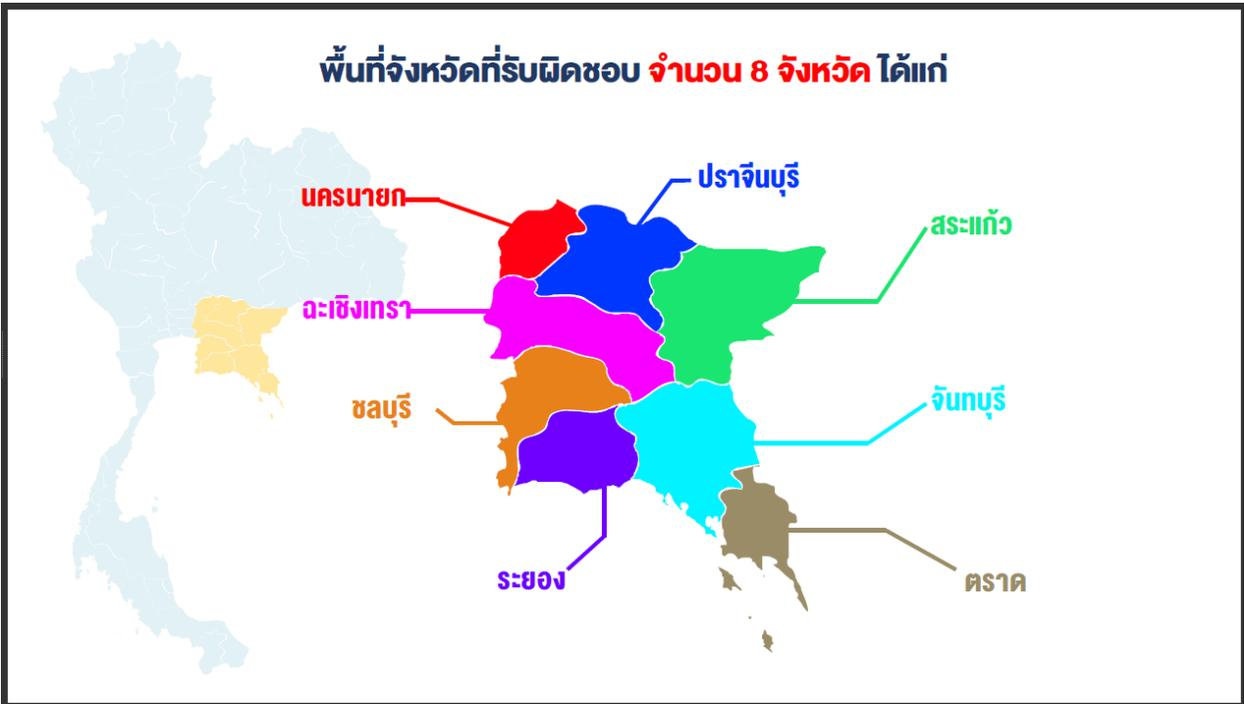 พื้นที่จังหวัดที่รับผิดชอบ จำนวน 8 จังหวัด ได้แก่
ปราจีนบุรี
นครนายก
สระแก้ว
ฉะเชิงเทรา
จันทบุรี
ชลบุรี
ระยอง
ตราด